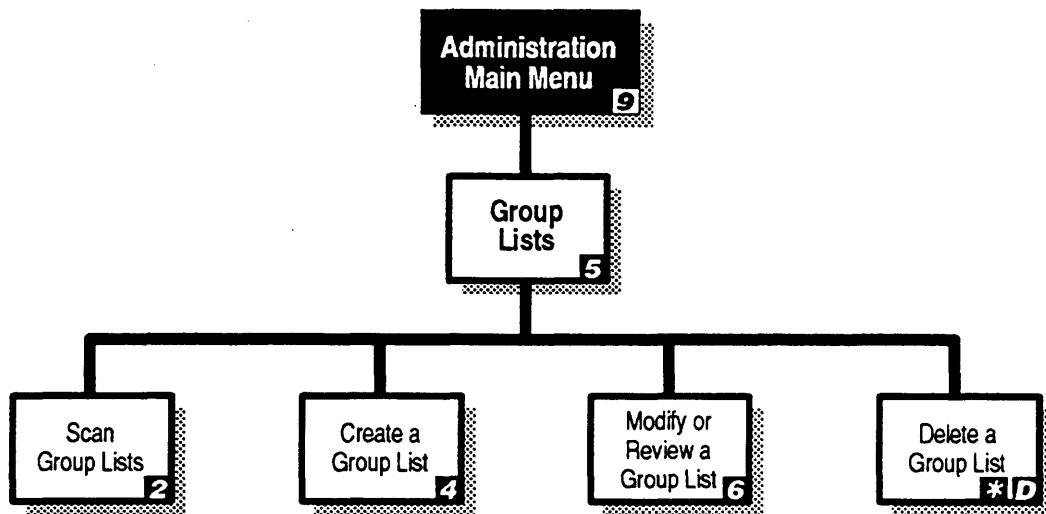 Administration
Main Menu
9
Group
Lists
5
Scan
Group Lists
2
Create a
Group List
4
Modify or
Review a
Group List
6
Delete a
Group List
* D